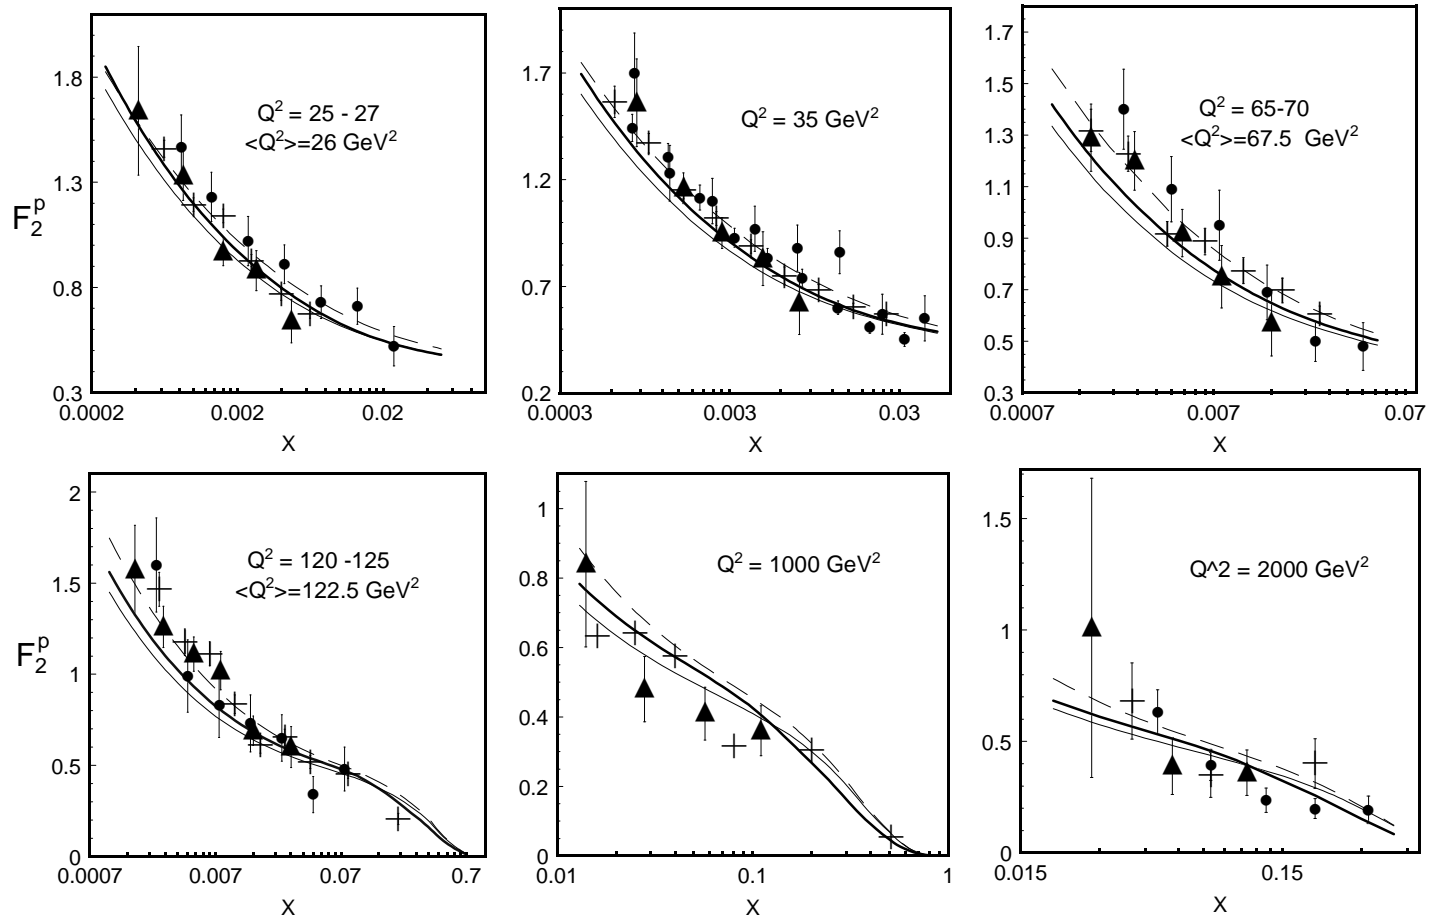 1.8
1.3
0.8
0.3
F₂ᵖ
Q² = 25 - 27
<Q²>=26 GeV²
0.0002 0.002 0.02
X
1.7
1.2
0.7
0.2
Q² = 35 GeV²
0.0003 0.003 0.03
X
1.7
1.5
1.3
1.1
0.9
0.7
0.5
0.3
Q² = 65-70
<Q²>=67.5 GeV²
0.0007 0.007 0.07
X
2
1.5
1
0.5
0
F₂ᵖ
Q² = 120 -125
<Q²>=122.5 GeV²
0.0007 0.007 0.07 0.7
X
1
0.8
0.6
0.4
0.2
0
Q² = 1000 GeV²
0.01 0.1 1
X
1.5
1
0.5
0
Q^2 = 2000 GeV²
0.015 0.15
X